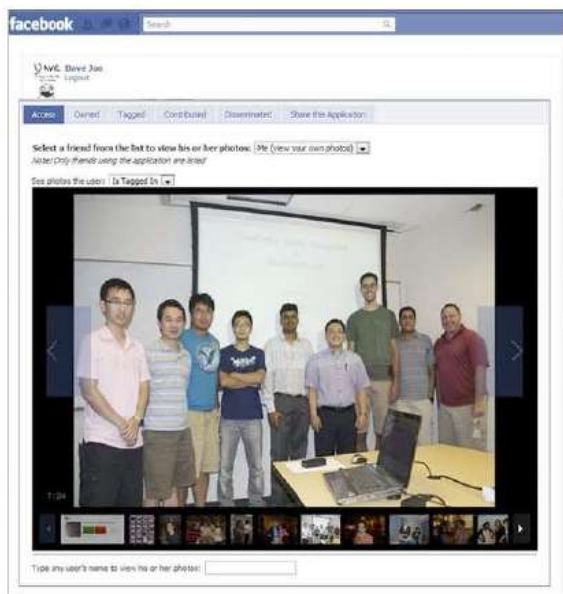 facebook Search
Dave Joo
Logout
Access Owned Tagged Contributed Disseminated Share this Application
Select a friend from the list to view his or her photos: Me (view your own photos)
Note: Only friends using the application are listed
See photos the user: Is Tagged In
7/24
Type any user's name to view his or her photos: